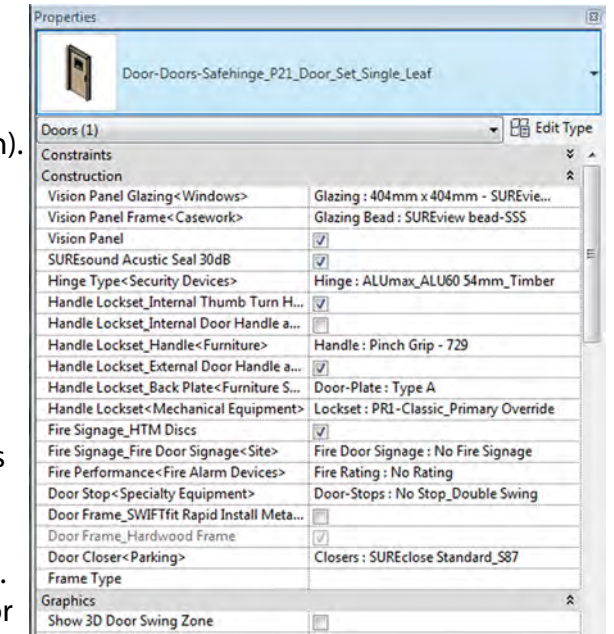 Properties
Door-Doors-Safehinge_P21_Door_Set_Single_Leaf
Doors (1) Edit Type
n).
Constraints
Construction
Vision Panel Glazing<Windows> Glazing : 404mm x 404mm - SUREvie...
Vision Panel Frame<Casework> Glazing Bead : SUREview bead-SSS
Vision Panel
SUREsound Acustic Seal 30dB
Hinge Type<Security Devices> Hinge : ALUmax_ALU60 54mm_Timber
Handle Lockset_Internal Thumb Turn H...
Handle Lockset_Internal Door Handle a...
Handle Lockset_Handle<Furniture> Handle : Pinch Grip - 729
Handle Lockset_External Door Handle a...
Handle Lockset_Back Plate<Furniture S... Door-Plate : Type A
Handle Lockset<Mechanical Equipment> Lockset : PR1-Classic_Primary Override
Fire Signage_HTM Discs
s
Fire Signage_Fire Door Signage<Site> Fire Door Signage : No Fire Signage
Fire Performance<Fire Alarm Devices> Fire Rating : No Rating
Door Stop<Specialty Equipment> Door-Stops : No Stop_Double Swing
Door Frame_SWIFTfit Rapid Install Meta...
Door Frame_Hardwood Frame
Door Closer<Parking> Closers : SUREclose Standard_S87
.
Frame Type
Graphics
or
Show 3D Door Swing Zone